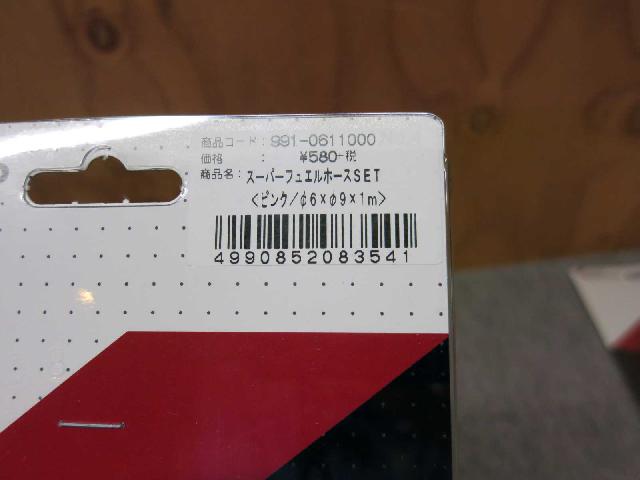 商品コード: 991-0611000
価格 : ¥580+税
商品名: スーパーフュエルホースSET
<ピンク/φ6×φ9×1m>
4990852083541